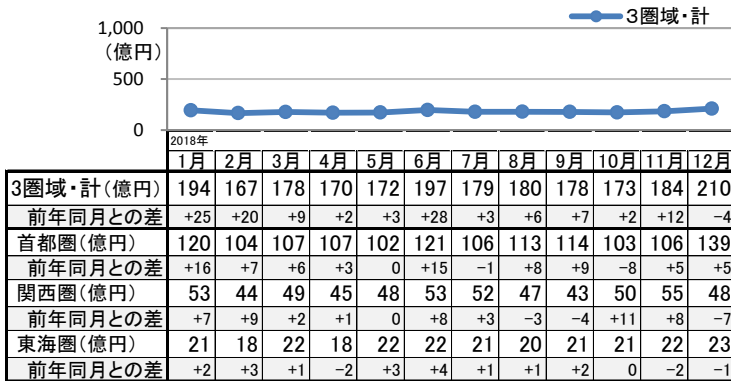 3圏域・計
1,000
(億円)
500
0
2018年
1月 2月 3月 4月 5月 6月 7月 8月 9月 10月 11月 12月
3圏域・計(億円) 194 167 178 170 172 197 179 180 178 173 184 210
前年同月との差 +25 +20 +9 +2 +3 +28 +3 +6 +7 +2 +12 −4
首都圏(億円) 120 104 107 107 102 121 106 113 114 103 106 139
前年同月との差 +16 +7 +6 +3 0 +15 −1 +8 +9 −8 +5 +5
関西圏(億円) 53 44 49 45 48 53 52 47 43 50 55 48
前年同月との差 +7 +9 +2 +1 0 +8 +3 −3 −4 +11 +8 −7
東海圏(億円) 21 18 22 18 22 22 21 20 21 21 22 23
前年同月との差 +2 +3 +1 −2 +3 +4 +1 +1 +2 0 −2 −1